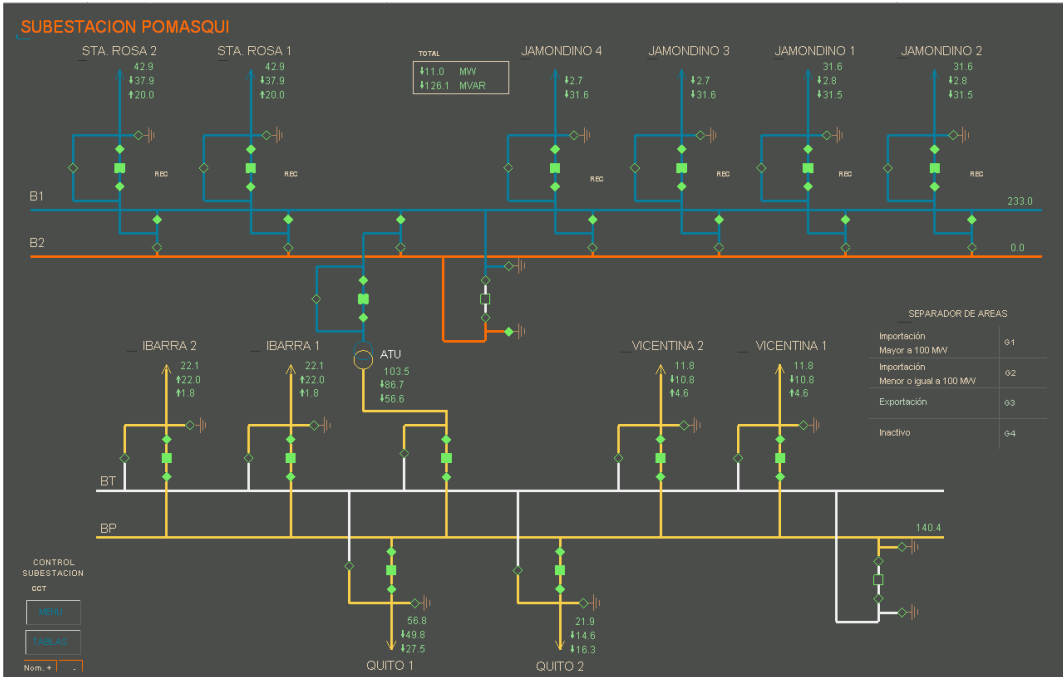 SUBESTACION POMASQUI
STA. ROSA 2
42.9
37.9
20.0
STA. ROSA 1
42.9
37.9
20.0
TOTAL
11.0 MW
126.1 MVAR
JAMONDINO 4
2.7
31.6
JAMONDINO 3
2.7
31.6
JAMONDINO 1
31.6
2.8
31.5
JAMONDINO 2
31.6
2.8
31.5
REC
REC
REC
REC
REC
REC
B1
233.0
B2
0.0
SEPARADOR DE AREAS
Importación
Mayor a 100 MW
G1
Importación
Menor o igual a 100 MW
G2
Exportación
G3
Inactivo
G4
IBARRA 2
22.1
22.0
1.8
IBARRA 1
22.1
22.0
1.8
ATU
103.5
86.7
56.6
VICENTINA 2
11.8
10.8
4.6
VICENTINA 1
11.8
10.8
4.6
BT
BP
140.4
CONTROL
SUBESTACION
CCT
MENU
TABLAS
Nom. +
-
56.8
49.8
27.5
QUITO 1
21.9
14.6
16.3
QUITO 2